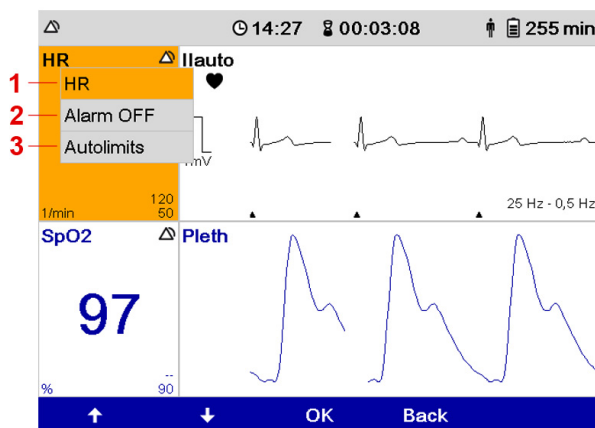 14:27 00:03:08 255 min
HR IIauto
1 HR
2 Alarm OFF
3 Autolimits
mV
120
1/min 50
25 Hz - 0,5 Hz
SpO2 Pleth
97
--
% 90
OK Back